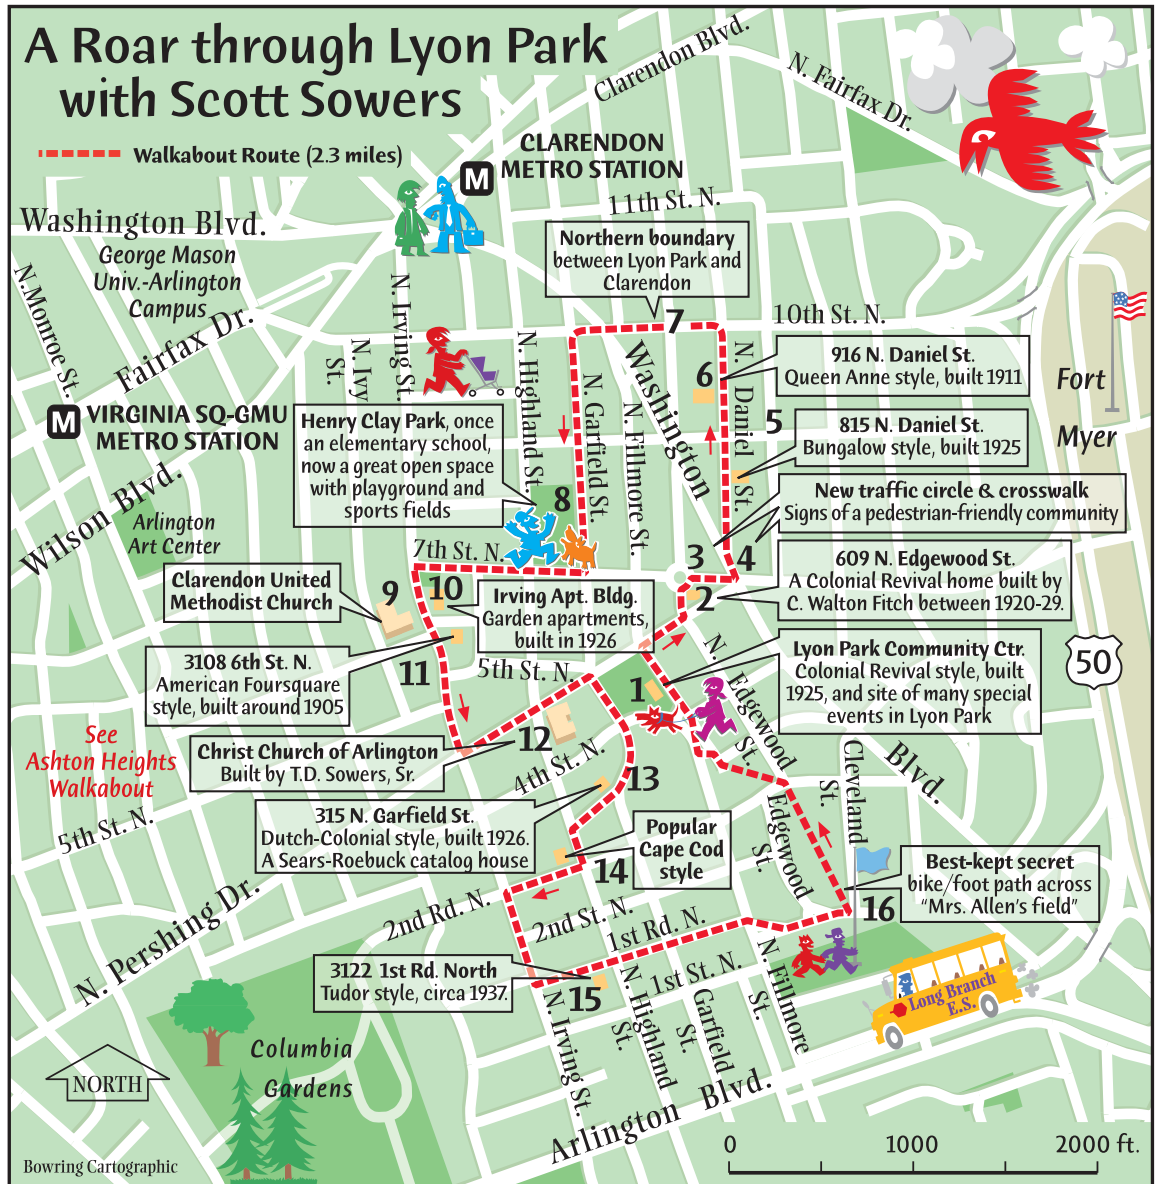 A Roar through Lyon Park
with Scott Sowers
Walkabout Route (2.3 miles)
Clarendon Blvd.
N. Fairfax Dr.
M
CLARENDON
METRO STATION
11th St. N.
Washington Blvd.
George Mason
Univ.-Arlington
Campus
N. Monroe St.
Fairfax Dr.
N. Irving St.
N. Ivy
St.
Northern boundary
between Lyon Park and
Clarendon
7
10th St. N.
N. Highland St.
N. Garfield St.
N. Fillmore St.
Washington
N. Daniel St.
6
916 N. Daniel St.
Queen Anne style, built 1911
Fort
Myer
5
815 N. Daniel St.
Bungalow style, built 1925
M
VIRGINIA SQ-GMU
METRO STATION
Henry Clay Park, once
an elementary school,
now a great open space
with playground and
sports fields
8
New traffic circle & crosswalk
Signs of a pedestrian-friendly community
Wilson Blvd.
Arlington
Art Center
7th St. N.
3
4
609 N. Edgewood St.
A Colonial Revival home built by
C. Walton Fitch between 1920-29.
2
Clarendon United
Methodist Church
9
10
Irving Apt. Bldg.
Garden apartments,
built in 1926
Lyon Park Community Ctr.
Colonial Revival style, built
1925, and site of many special
events in Lyon Park
50
3108 6th St. N.
American Foursquare
style, built around 1905
11
5th St. N.
1
N. Edgewood
St.
See
Ashton Heights
Walkabout
Christ Church of Arlington
Built by T.D. Sowers, Sr.
12
4th St. N.
13
Cleveland
St.
Blvd.
5th St. N.
315 N. Garfield St.
Dutch-Colonial style, built 1926.
A Sears-Roebuck catalog house
Popular
Cape Cod
style
14
Edgewood
St.
Best-kept secret
bike/foot path across
“Mrs. Allen’s field”
16
N. Pershing Dr.
2nd Rd. N.
2nd St. N.
1st Rd. N.
3122 1st Rd. North
Tudor style, circa 1937.
15
1st St. N.
N. Irving St.
N. Highland
St.
Garfield
St.
N. Fillmore
St.
Long Branch
E.S.
Columbia
Gardens
NORTH
Arlington Blvd.
0 1000 2000 ft.
Bowring Cartographic